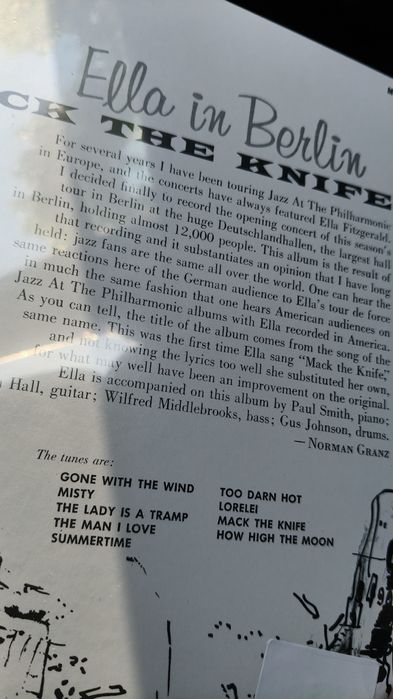 Ella in Berlin
CK THE KNIFE
For several years I have been touring Jazz At The Philharmonic
in Europe, and the concerts have always featured Ella Fitzgerald.
I decided finally to record the opening concert of this season's
tour in Berlin at the huge Deutschlandhallen, the largest hall
in Berlin, holding almost 12,000 people. This album is the result of
that recording and it substantiates an opinion that I have long
held: jazz fans are the same all over the world. One can hear the
same reactions here of the German audience to Ella's tour de force
in much the same fashion that one hears American audiences on
Jazz At The Philharmonic albums with Ella recorded in America.
As you can tell, the title of the album comes from the song of the
same name. This was the first time Ella sang "Mack the Knife,"
and not knowing the lyrics too well she substituted her own,
for what may well have been an improvement on the original.
Ella is accompanied on this album by Paul Smith, piano;
Hall, guitar; Wilfred Middlebrooks, bass; Gus Johnson, drums.
—NORMAN GRANZ
The tunes are:
GONE WITH THE WIND
MISTY
THE LADY IS A TRAMP
THE MAN I LOVE
SUMMERTIME
TOO DARN HOT
LORELEI
MACK THE KNIFE
HOW HIGH THE MOON